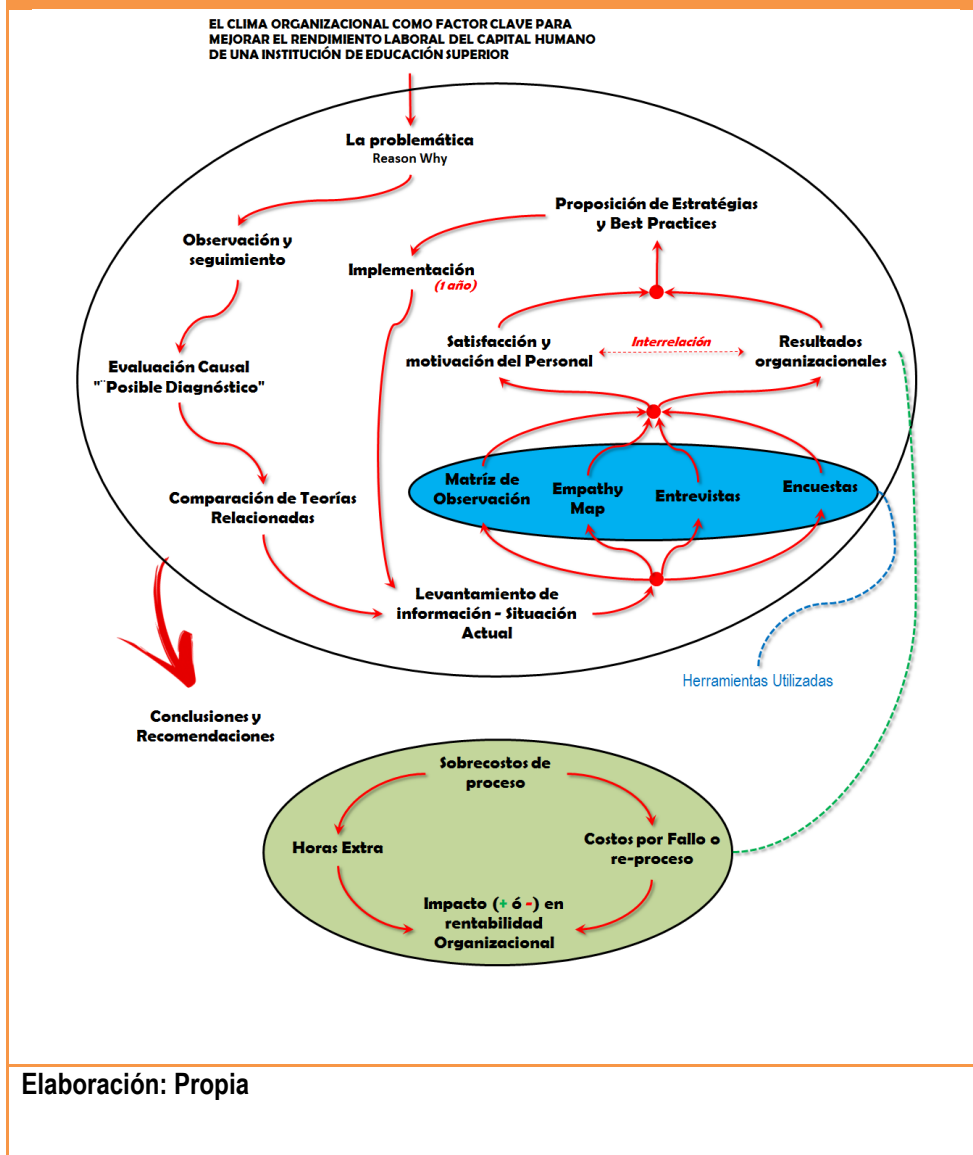 EL CLIMA ORGANIZACIONAL COMO FACTOR CLAVE PARA
MEJORAR EL RENDIMIENTO LABORAL DEL CAPITAL HUMANO
DE UNA INSTITUCIÓN DE EDUCACIÓN SUPERIOR
La problemática
Reason Why
Observación y
seguimiento
Evaluación Causal
"¨Posible Diagnóstico"
Comparación de Teorías
Relacionadas
Proposición de Estratégias
y Best Practices
Implementación
(1 año)
Satisfacción y
motivación del Personal
Interrelación
Resultados
organizacionales
Matríz de
Observación
Empathy
Map
Entrevistas
Encuestas
Levantamiento de
información - Situación
Actual
Herramientas Utilizadas
Conclusiones y
Recomendaciones
Sobrecostos de
proceso
Horas Extra
Costos por Fallo o
re-proceso
Impacto (+ ó -) en
rentabilidad
Organizacional
Elaboración: Propia